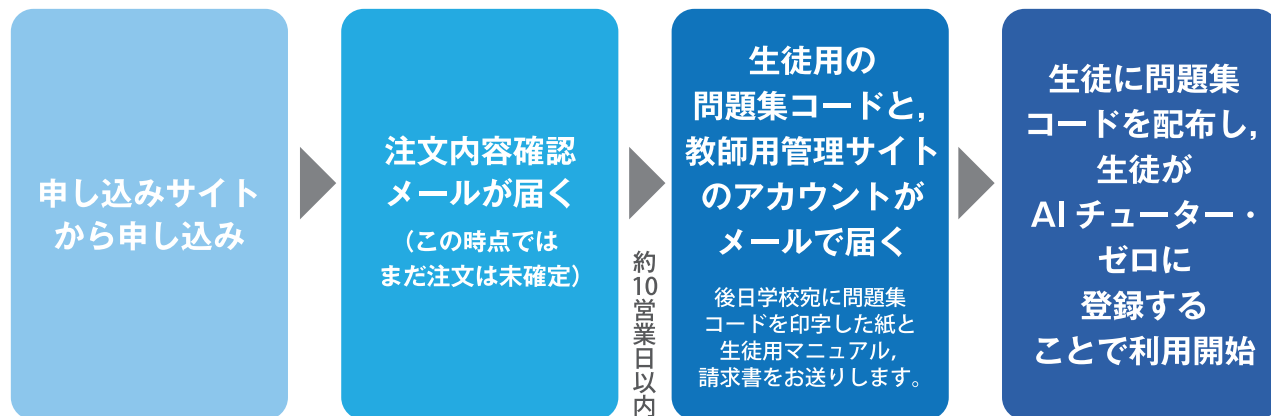 申し込みサイト
から申し込み
注文内容確認
メールが届く
（この時点では
まだ注文は未確定）
約10営業日以内
生徒用の
問題集コードと,
教師用管理サイト
のアカウントが
メールで届く
後日学校宛に問題集
コードを印字した紙と
生徒用マニュアル,
請求書をお送りします。
生徒に問題集
コードを配布し,
生徒が
AI チューター・
ゼロに
登録する
ことで利用開始